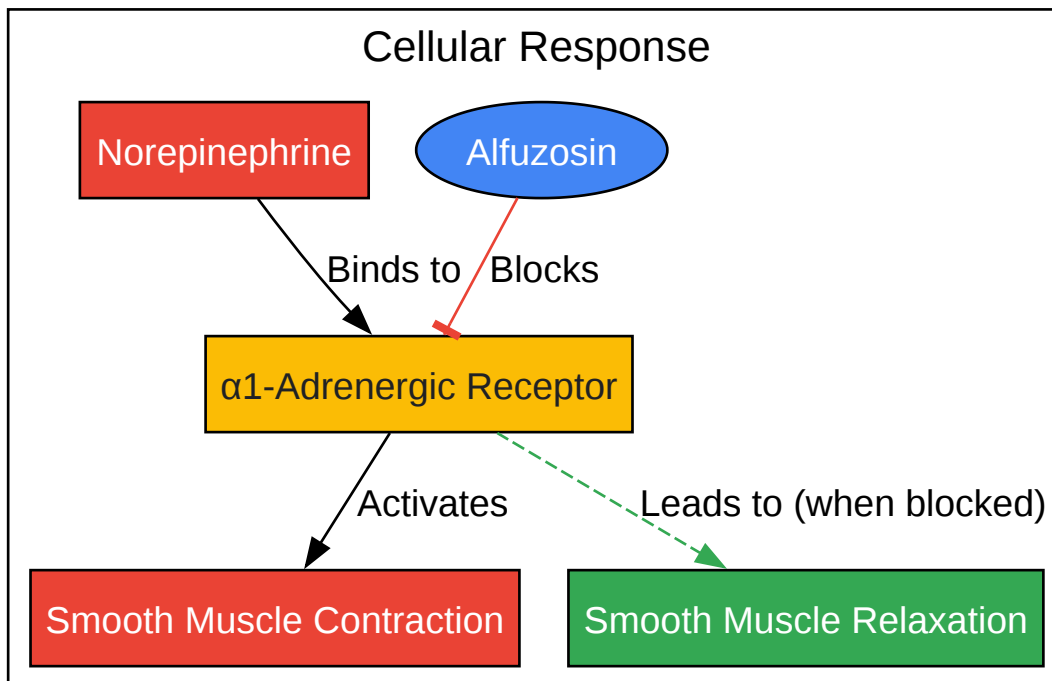 Cellular Response
Norepinephrine
Alfuzosin
Binds to
Blocks
α1-Adrenergic Receptor
Activates
Leads to (when blocked)
Smooth Muscle Contraction
Smooth Muscle Relaxation